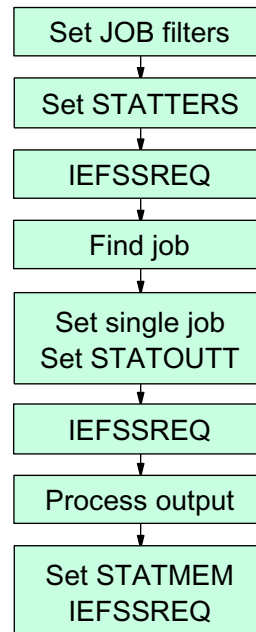 Set JOB filters
Set STATTERS
IEFSSREQ
Find job
Set single job
Set STATOUTT
IEFSSREQ
Process output
Set STATMEM
IEFSSREQ